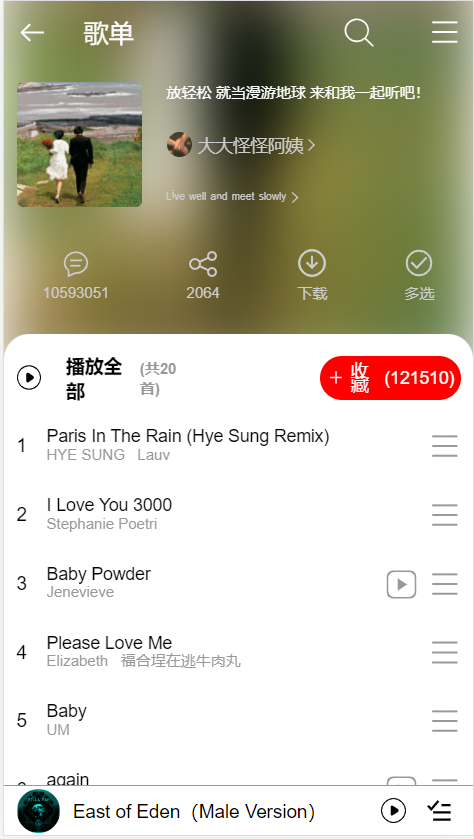 歌单
放轻松 就当漫游地球 来和我一起听吧!
大大怪怪阿姨
Live well and meet slowly
10593051
2064
下载
多选
播放全
部
(共20
首)
+ 收
藏
(121510)
1
Paris In The Rain (Hye Sung Remix)
HYE SUNG Lauv
2
I Love You 3000
Stephanie Poetri
3
Baby Powder
Jenevieve
4
Please Love Me
Elizabeth 福合埕在逃牛肉丸
5
Baby
UM
again
East of Eden（Male Version）